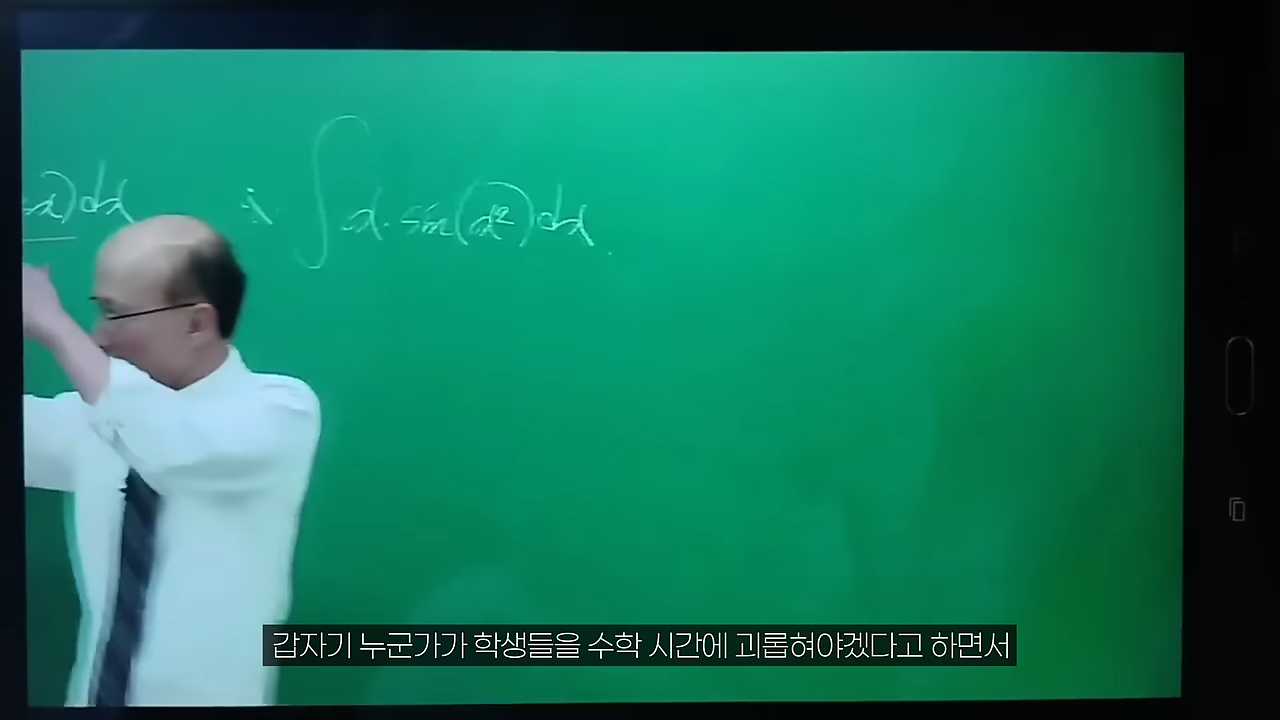 ∫x·sin(x²)dx.
갑자기 누군가가 학생들을 수학 시간에 괴롭혀야겠다고 하면서